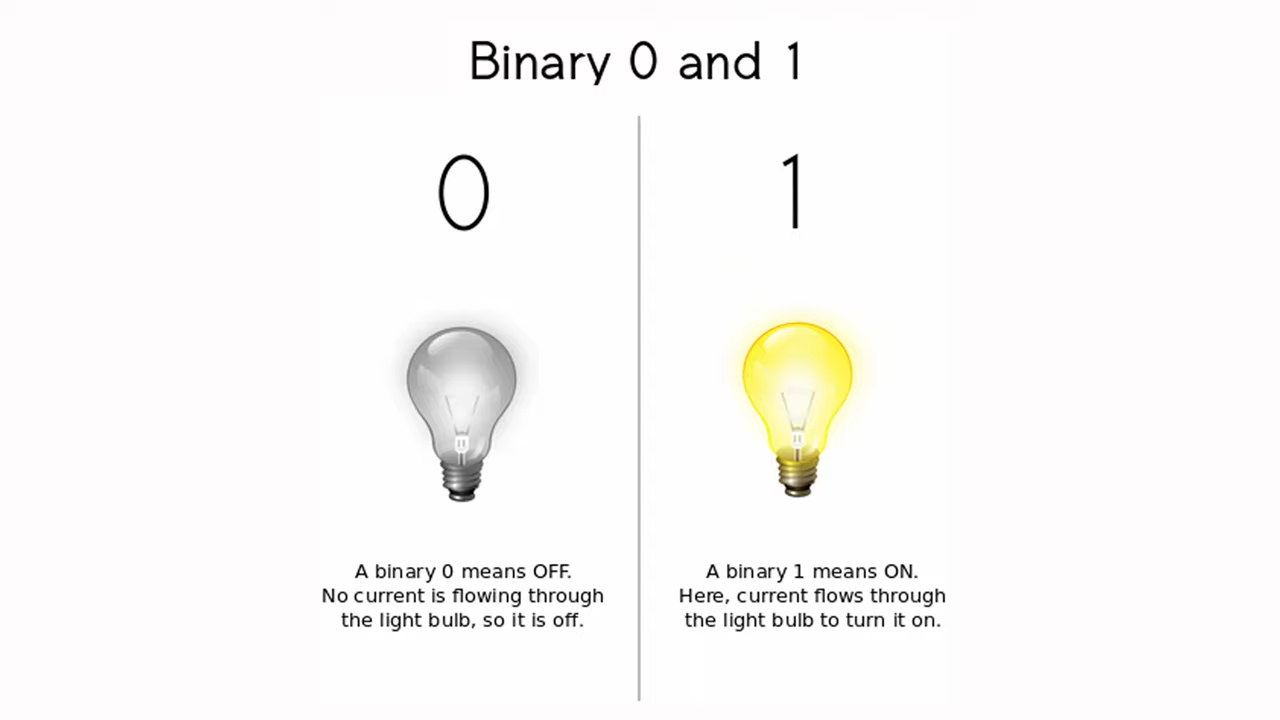 Binary 0 and 1
0
1
A binary 0 means OFF.
No current is flowing through
the light bulb, so it is off.
A binary 1 means ON.
Here, current flows through
the light bulb to turn it on.